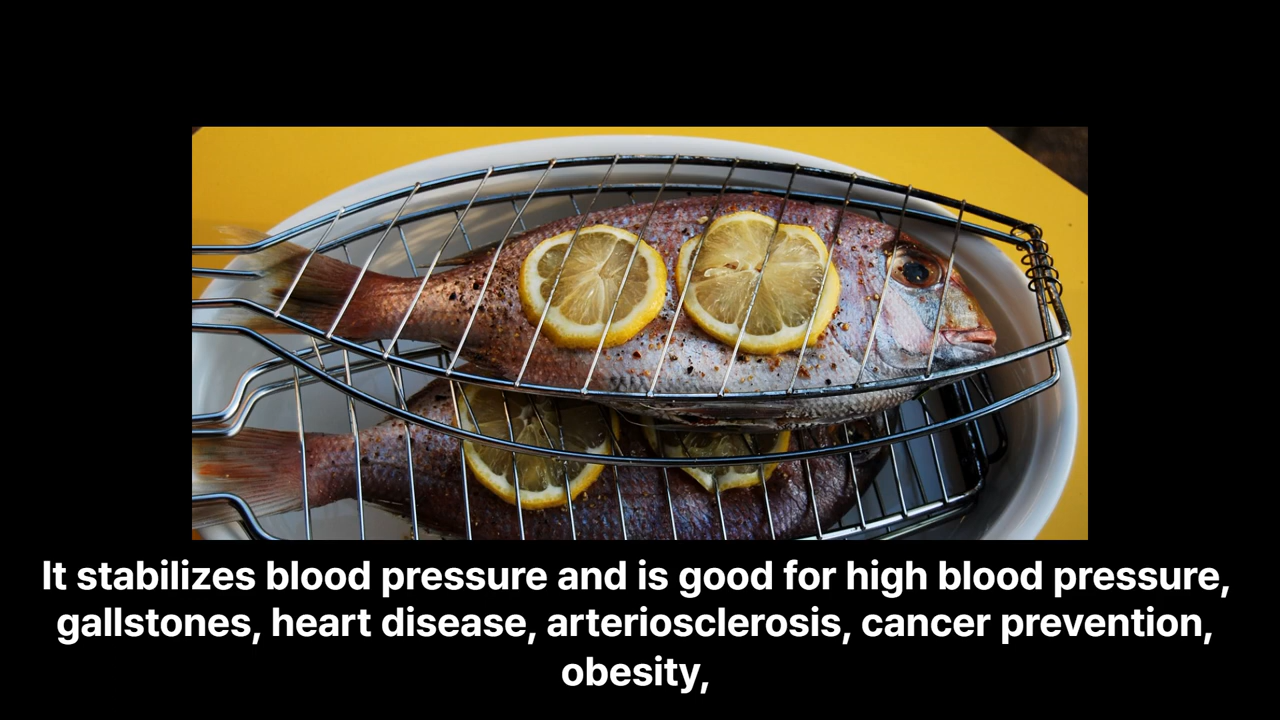 It stabilizes blood pressure and is good for high blood pressure,
gallstones, heart disease, arteriosclerosis, cancer prevention,
obesity,